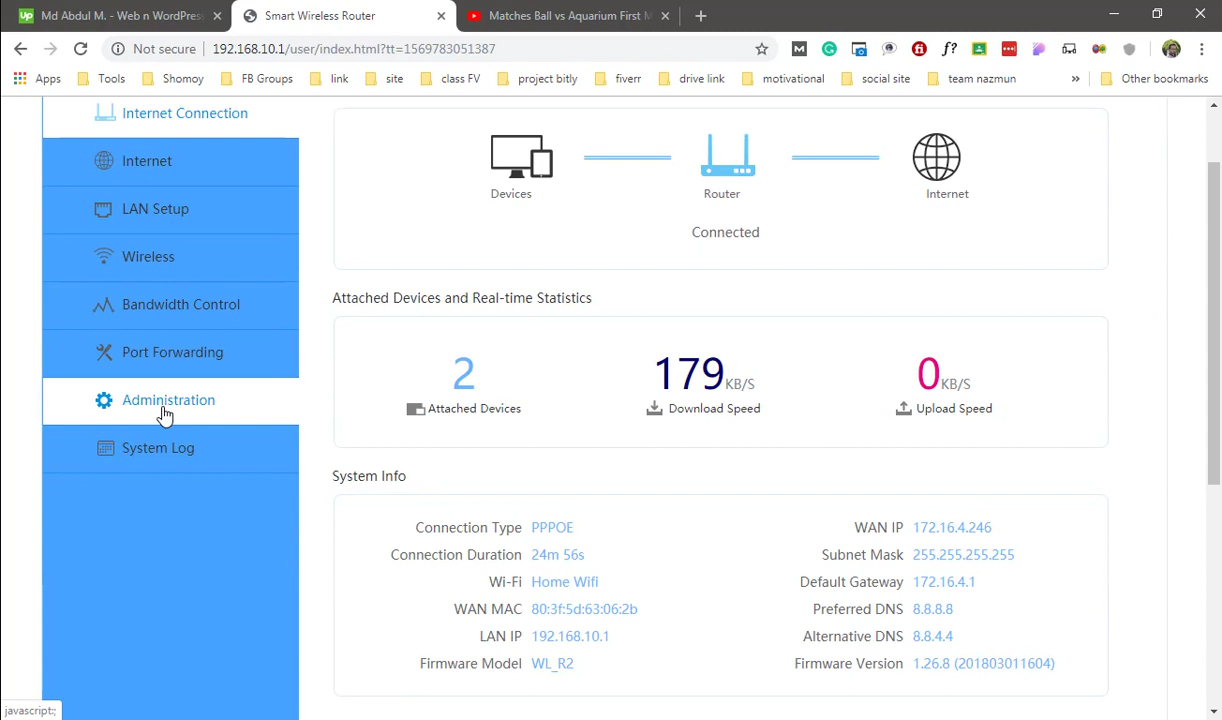 Md Abdul M. - Web n WordPres
Smart Wireless Router
Matches Ball vs Aquarium First M
Not secure 192.168.10.1/user/index.html?tt=1569783051387
Apps Tools Shomoy FB Groups link site class FV project bitly fiverr drive link motivational social site team nazmun » Other bookmarks
Internet Connection
Internet
LAN Setup
Wireless
Bandwidth Control
Port Forwarding
Administration
System Log
Devices Router Internet
Connected
Attached Devices and Real-time Statistics
2 179 KB/S 0 KB/S
Attached Devices Download Speed Upload Speed
System Info
Connection Type PPPOE WAN IP 172.16.4.246
Connection Duration 24m 56s Subnet Mask 255.255.255.255
Wi-Fi Home Wifi Default Gateway 172.16.4.1
WAN MAC 80:3f:5d:63:06:2b Preferred DNS 8.8.8.8
LAN IP 192.168.10.1 Alternative DNS 8.8.4.4
Firmware Model WL_R2 Firmware Version 1.26.8 (201803011604)
javascript:;